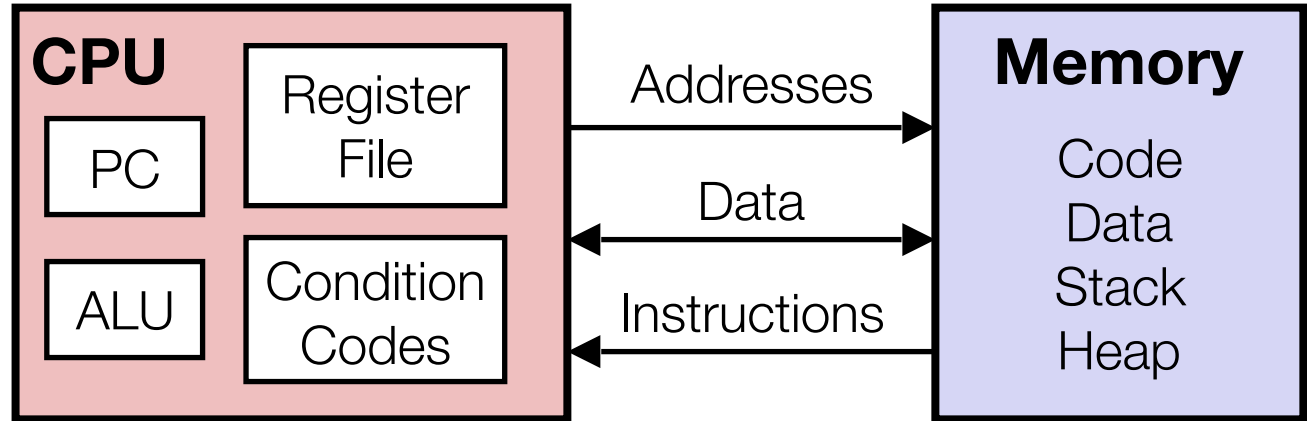 CPU
PC
ALU
Register
File
Condition
Codes
Addresses
Data
Instructions
Memory
Code
Data
Stack
Heap